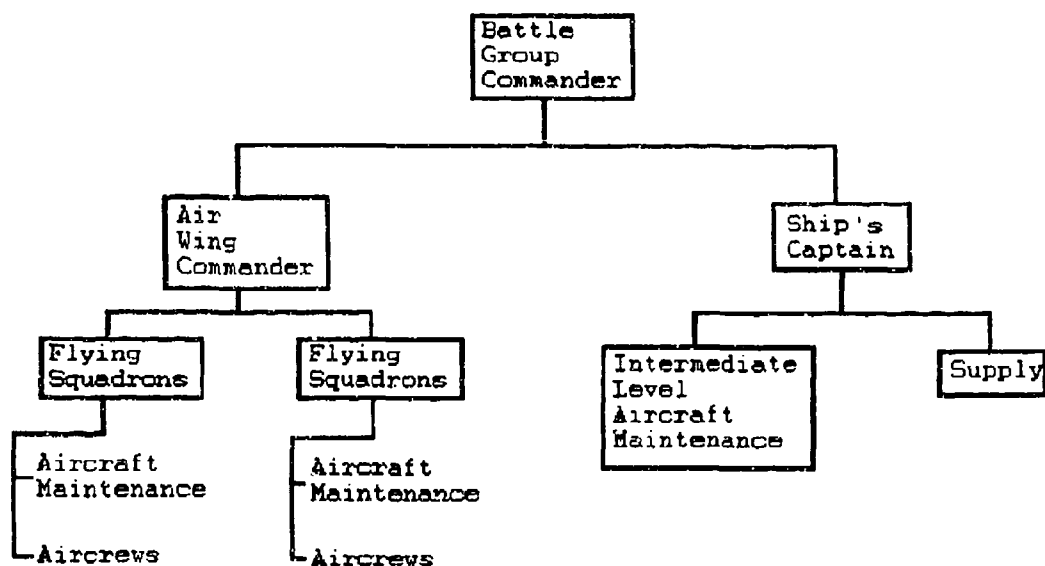 Battle
Group
Commander
Air
Wing
Commander
Ship's
Captain
Flying
Squadrons
Flying
Squadrons
Intermediate
Level
Aircraft
Maintenance
Supply
Aircraft
Maintenance
Aircrews
Aircraft
Maintenance
Aircrews